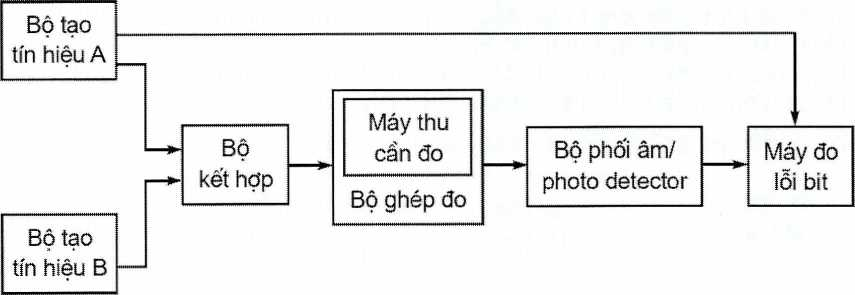 Bộ tạo
tín hiệu A
Bộ
kết hợp
Máy thu
cần đo
Bộ ghép đo
Bộ phối âm/
photo detector
Máy đo
lỗi bit
Bộ tạo
tín hiệu B